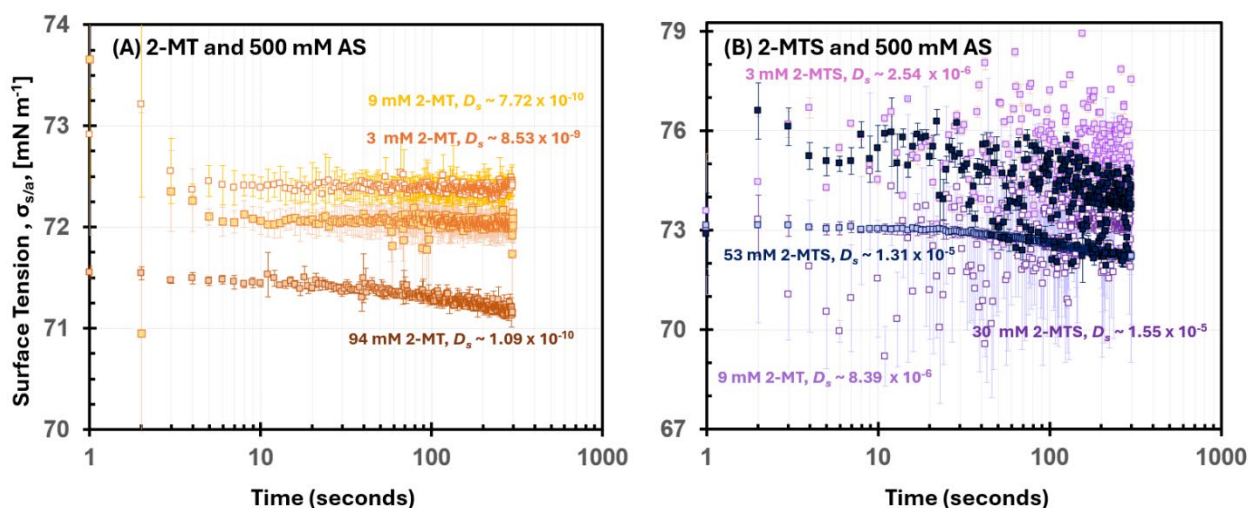 (A) 2-MT and 500 mM AS
Surface Tension , σs/a, [mN m-1]
74
73
72
71
70
9 mM 2-MT, Ds ~ 7.72 x 10-10
3 mM 2-MT, Ds ~ 8.53 x 10-9
94 mM 2-MT, Ds ~ 1.09 x 10-10
1
10
100
1000
Time (seconds)
(B) 2-MTS and 500 mM AS
79
76
73
70
67
3 mM 2-MTS, Ds ~ 2.54 x 10-6
53 mM 2-MTS, Ds ~ 1.31 x 10-5
30 mM 2-MTS, Ds ~ 1.55 x 10-5
9 mM 2-MT, Ds ~ 8.39 x 10-6
1
10
100
1000
Time (seconds)